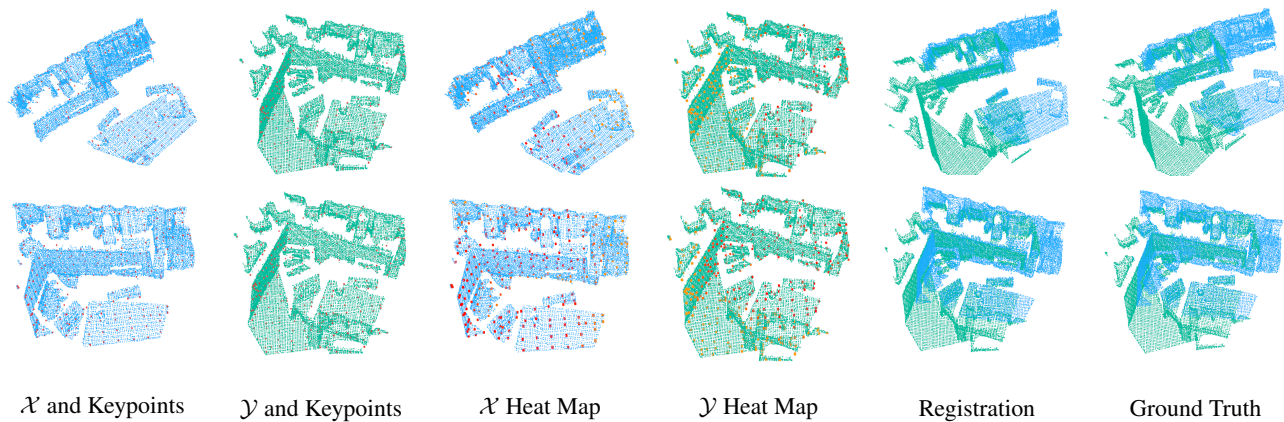 𝒳 and Keypoints 𝒴 and Keypoints 𝒳 Heat Map 𝒴 Heat Map Registration Ground Truth